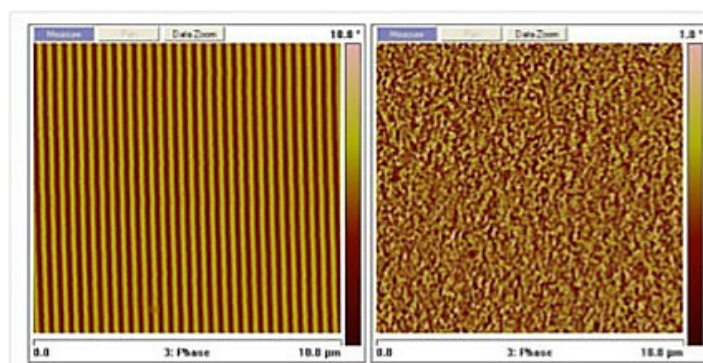 Measure Pan Data Zoom 10.0 °
0.0 3: Phase 10.0 µm
Measure Pan Data Zoom 1.0 °
0.0 3: Phase 10.0 µm